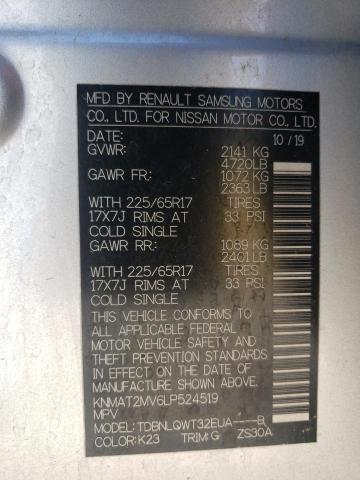 MFD BY RENAULT SAMSUNG MOTORS
CO., LTD. FOR NISSAN MOTOR CO., LTD.
DATE: 10 / 19
GVWR: 2141 KG
4720LB
GAWR FR: 1072 KG
2363 LB
WITH 225/65R17 TIRES
17X7J RIMS AT 33 PSI
COLD SINGLE
GAWR RR: 1089 KG
2401 LB
WITH 225/65R17 TIRES
17X7J RIMS AT 33 PSI
COLD SINGLE
THIS VEHICLE CONFORMS TO
ALL APPLICABLE FEDERAL
MOTOR VEHICLE SAFETY AND
THEFT PREVENTION STANDARDS
IN EFFECT ON THE DATE OF
MANUFACTURE SHOWN ABOVE.
KNMAT2MV6LP524519
MPV
MODEL: TDBNLQWT32EUA----B
COLOR: K23 TRIM: G ZS30A